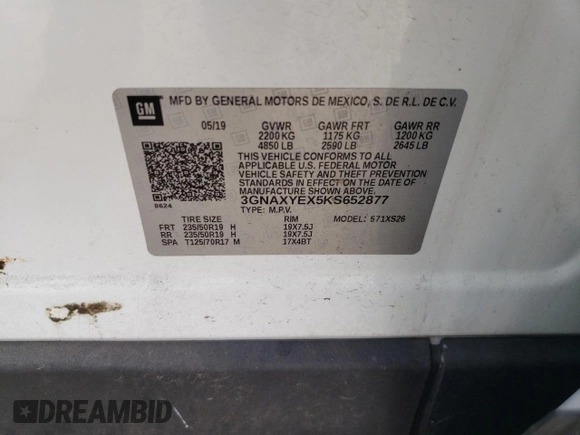 GM
MFD BY GENERAL MOTORS DE MEXICO, S. DE R.L. DE C.V.
05/19 GVWR GAWR FRT GAWR RR
2200 KG 1175 KG 1200 KG
4850 LB 2590 LB 2645 LB
THIS VEHICLE CONFORMS TO ALL
APPLICABLE U.S. FEDERAL MOTOR
VEHICLE SAFETY AND THEFT PREVENTION
STANDARDS IN EFFECT ON THE DATE OF
MANUFACTURE SHOWN ABOVE.
3GNAXYEX5KS652877
0624
TYPE: M.P.V. MODEL: 571XS26
TIRE SIZE RIM
FRT 235/50R19 H 19X7.5J
RR 235/50R19 H 19X7.5J
SPA T125/70R17 M 17X4BT
DREAMBID